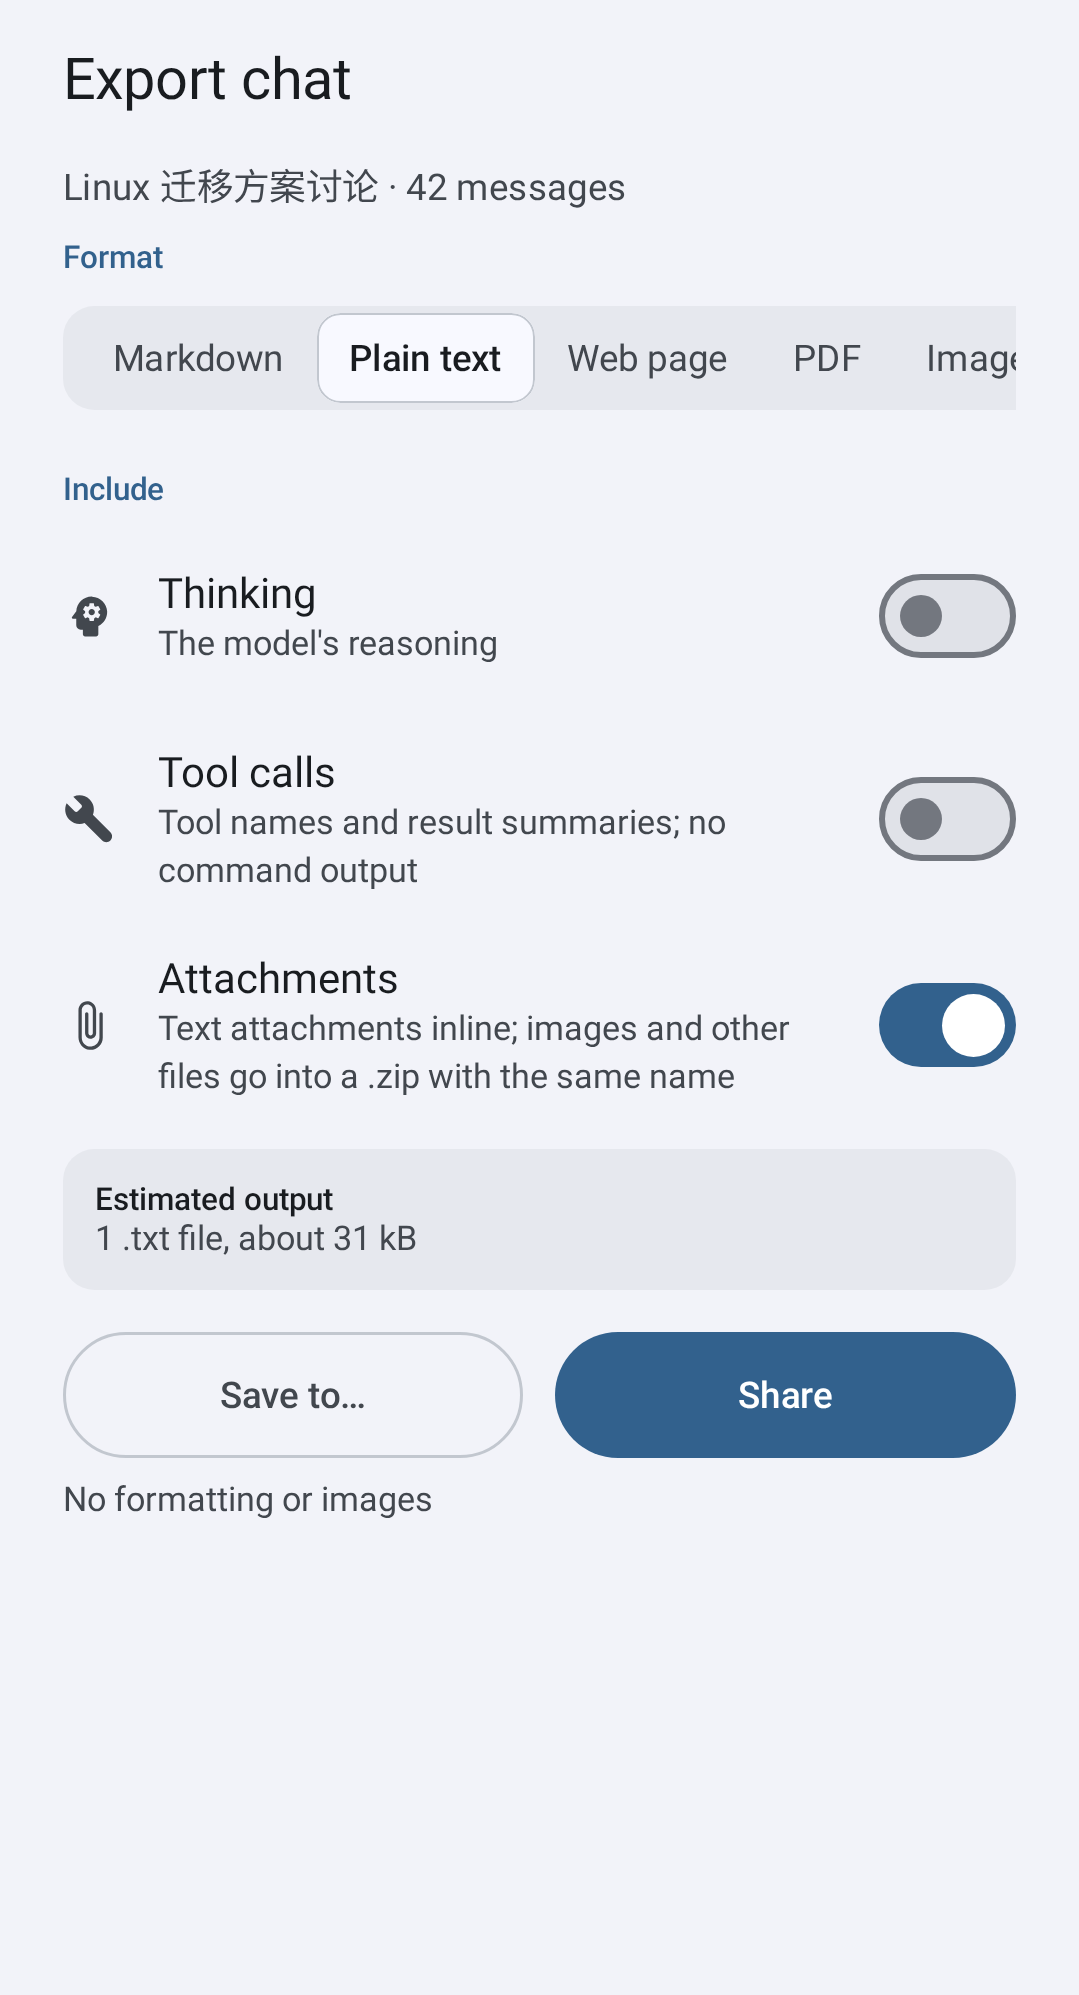 Export chat
Linux 迁移方案讨论 · 42 messages
Format
Markdown Plain text Web page PDF Image
Include
Thinking
The model's reasoning
Tool calls
Tool names and result summaries; no
command output
Attachments
Text attachments inline; images and other
files go into a .zip with the same name
Estimated output
1 .txt file, about 31 kB
Save to… Share
No formatting or images